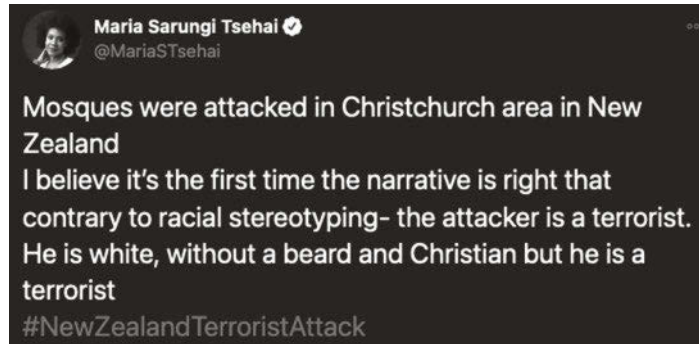 Maria Sarungi Tsehai
@MariaSTsehai
Mosques were attacked in Christchurch area in New
Zealand
I believe it's the first time the narrative is right that
contrary to racial stereotyping- the attacker is a terrorist.
He is white, without a beard and Christian but he is a
terrorist
#NewZealandTerroristAttack